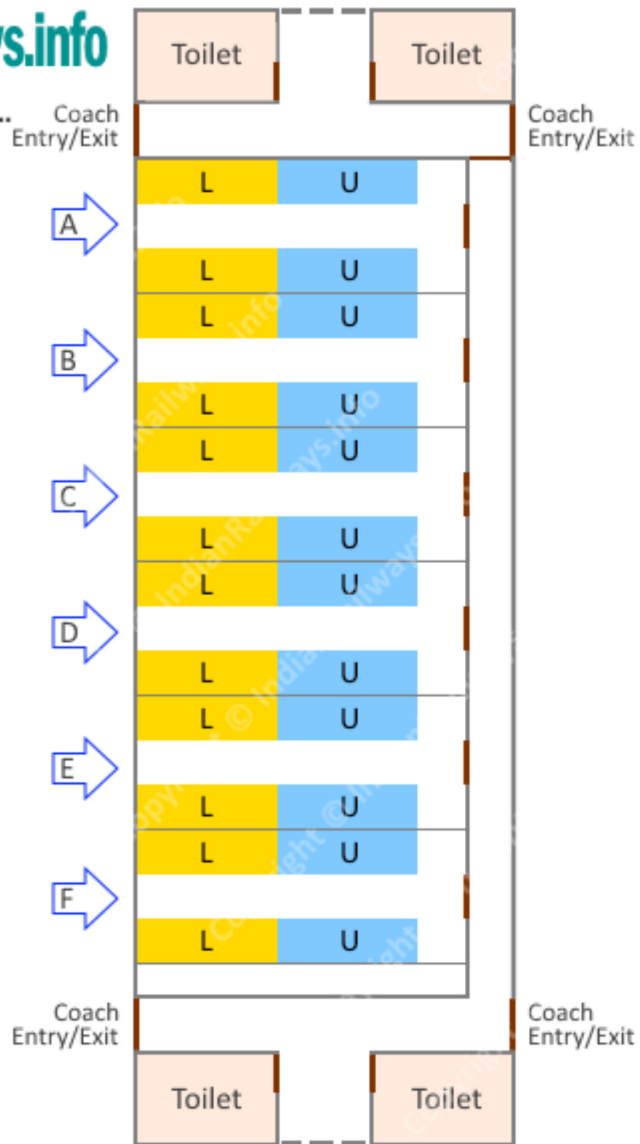 ys.info
Toilet Toilet
.. Coach
Entry/Exit
Coach
Entry/Exit
L U
A
L U
L U
B
L U
L U
C
L U
L U
D
L U
L U
E
L U
L U
F
L U
Coach
Entry/Exit
Coach
Entry/Exit
Toilet Toilet